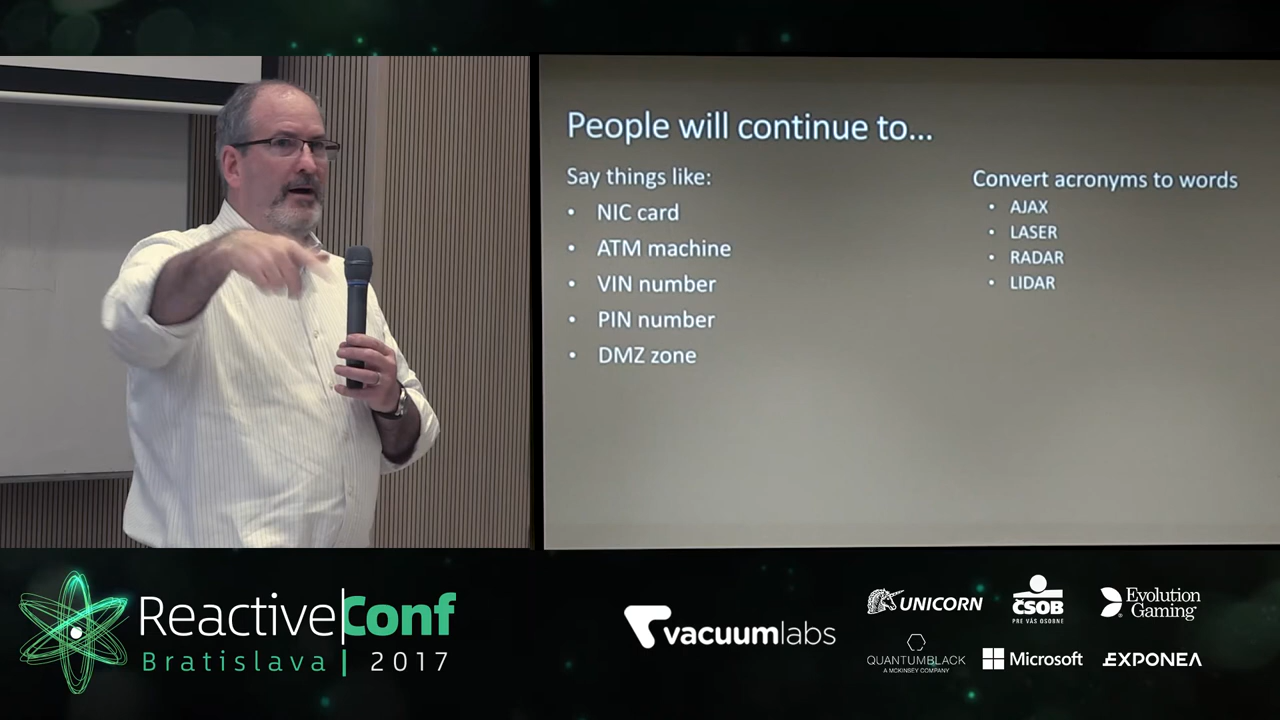 People will continue to...
Say things like:
• NIC card
• ATM machine
• VIN number
• PIN number
• DMZ zone
Convert acronyms to words
• AJAX
• LASER
• RADAR
• LIDAR
ReactiveConf
Bratislava | 2017
vacuumlabs
UNICORN
ČSOB
PRE VÁS OSOBNE
Evolution
Gaming
QUANTUMBLACK
A MCKINSEY COMPANY
Microsoft
EXPONEA